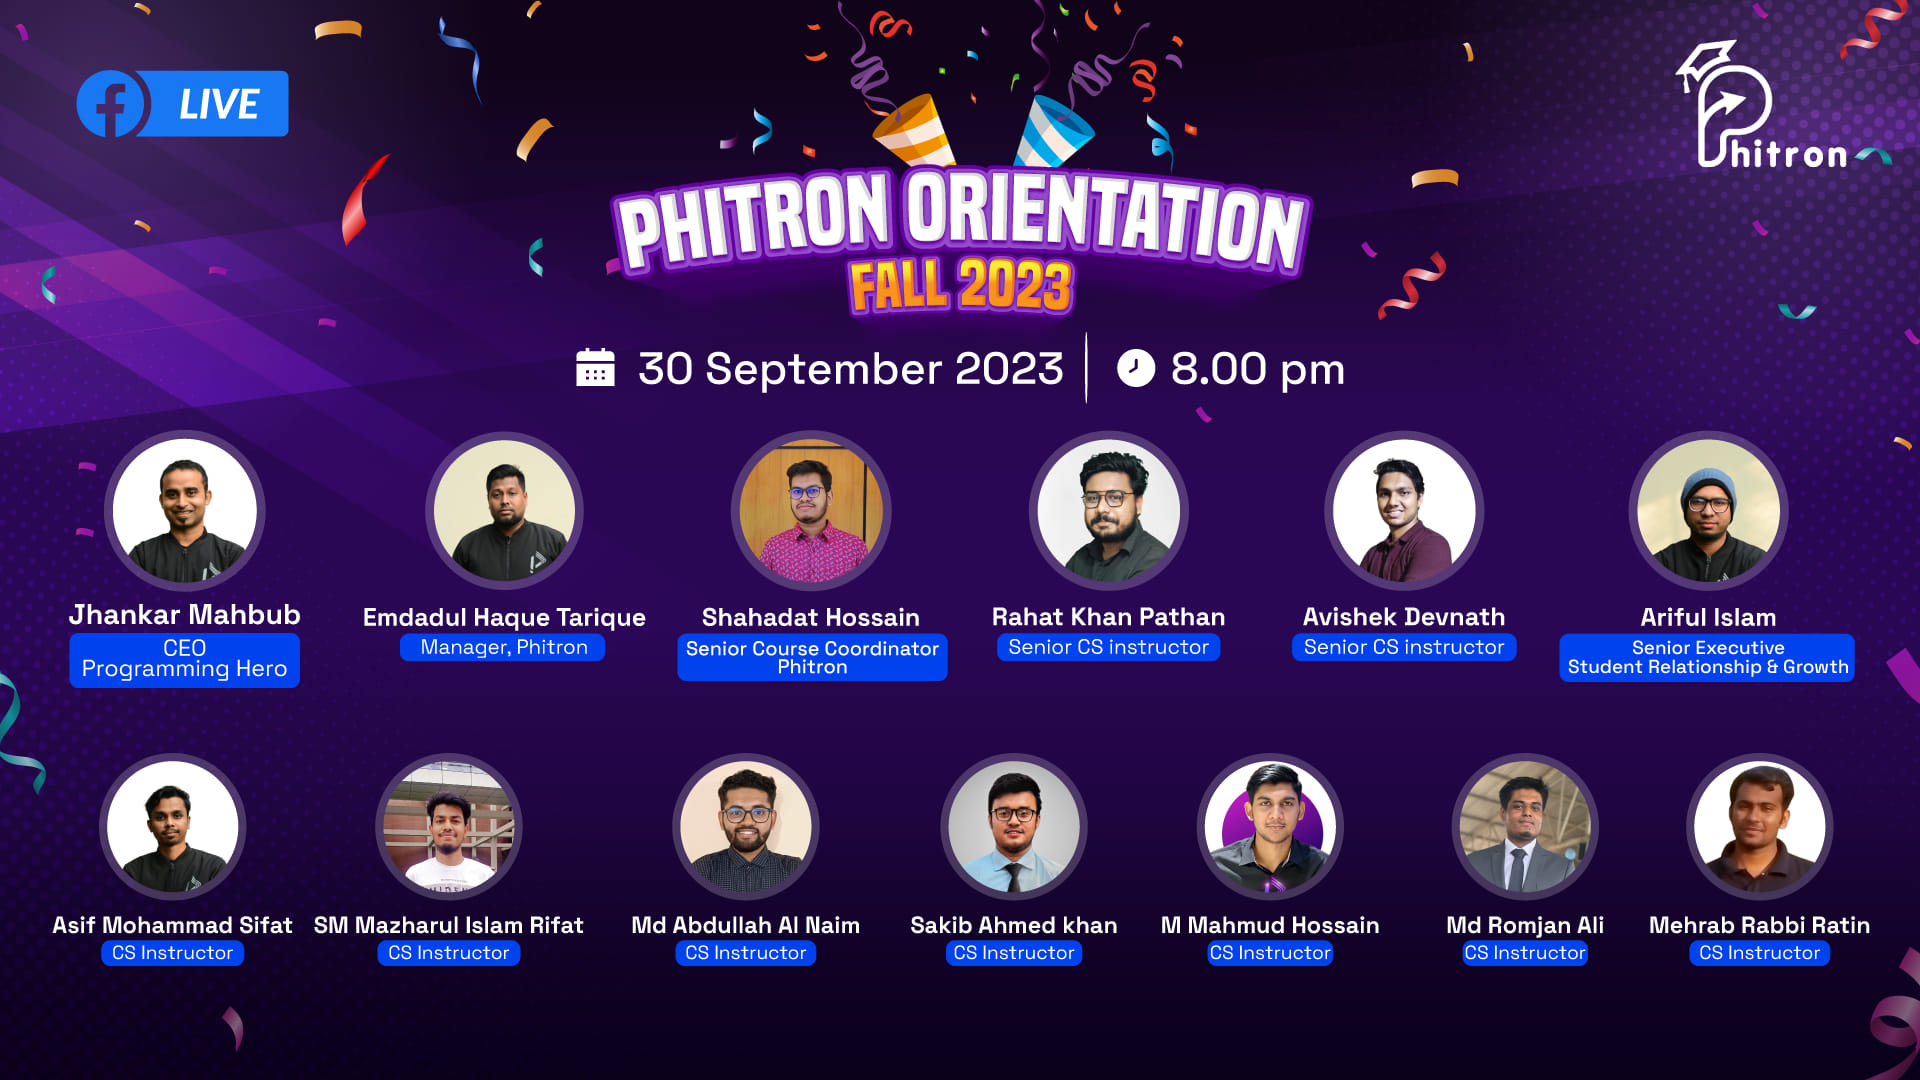 LIVE
Phitron
PHITRON ORIENTATION
FALL 2023
30 September 2023
8.00 pm
Jhankar Mahbub
CEO
Programming Hero
Emdadul Haque Tarique
Manager, Phitron
Shahadat Hossain
Senior Course Coordinator
Phitron
Rahat Khan Pathan
Senior CS instructor
Avishek Devnath
Senior CS instructor
Ariful Islam
Senior Executive
Student Relationship & Growth
Asif Mohammad Sifat
CS Instructor
SM Mazharul Islam Rifat
CS Instructor
Md Abdullah Al Naim
CS Instructor
Sakib Ahmed khan
CS Instructor
M Mahmud Hossain
CS Instructor
Md Romjan Ali
CS Instructor
Mehrab Rabbi Ratin
CS Instructor